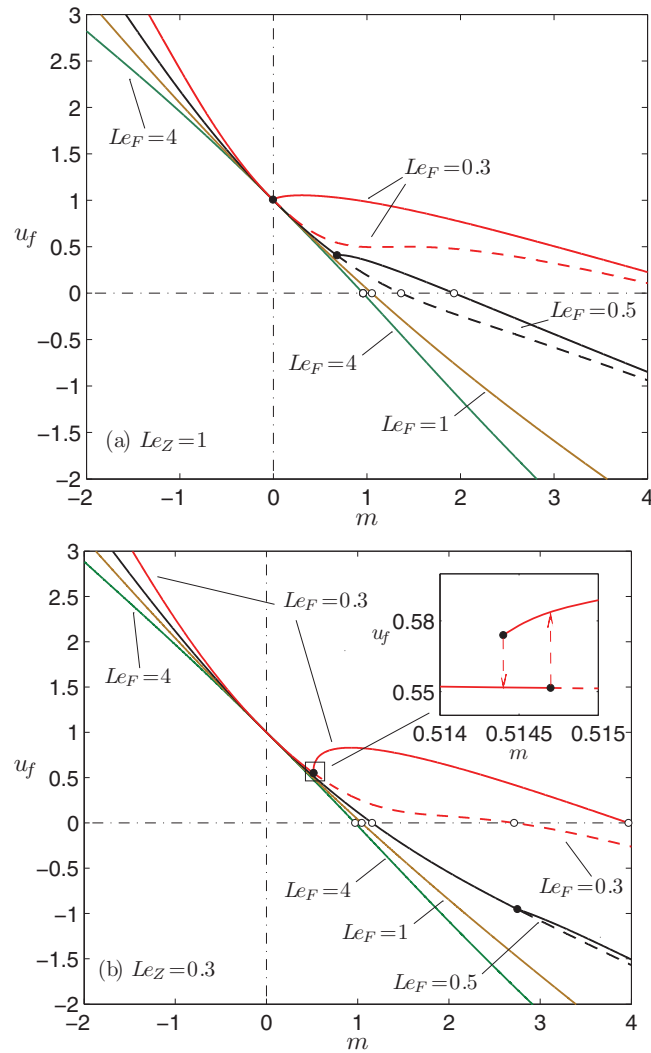 3
2.5
2
1.5
1
0.5
0
−0.5
−1
−1.5
−2
u_f
Le_F=4
Le_F=0.3
Le_F=0.5
Le_F=4
Le_F=1
(a) Le_Z=1
−2 −1 0 1 2 3 4
m
3
2.5
2
1.5
1
0.5
0
−0.5
−1
−1.5
−2
u_f
Le_F=0.3
Le_F=4
u_f
0.58
0.55
0.514 0.5145 0.515
m
Le_F=4
Le_F=0.3
Le_F=1
Le_F=0.5
(b) Le_Z=0.3
−2 −1 0 1 2 3 4
m